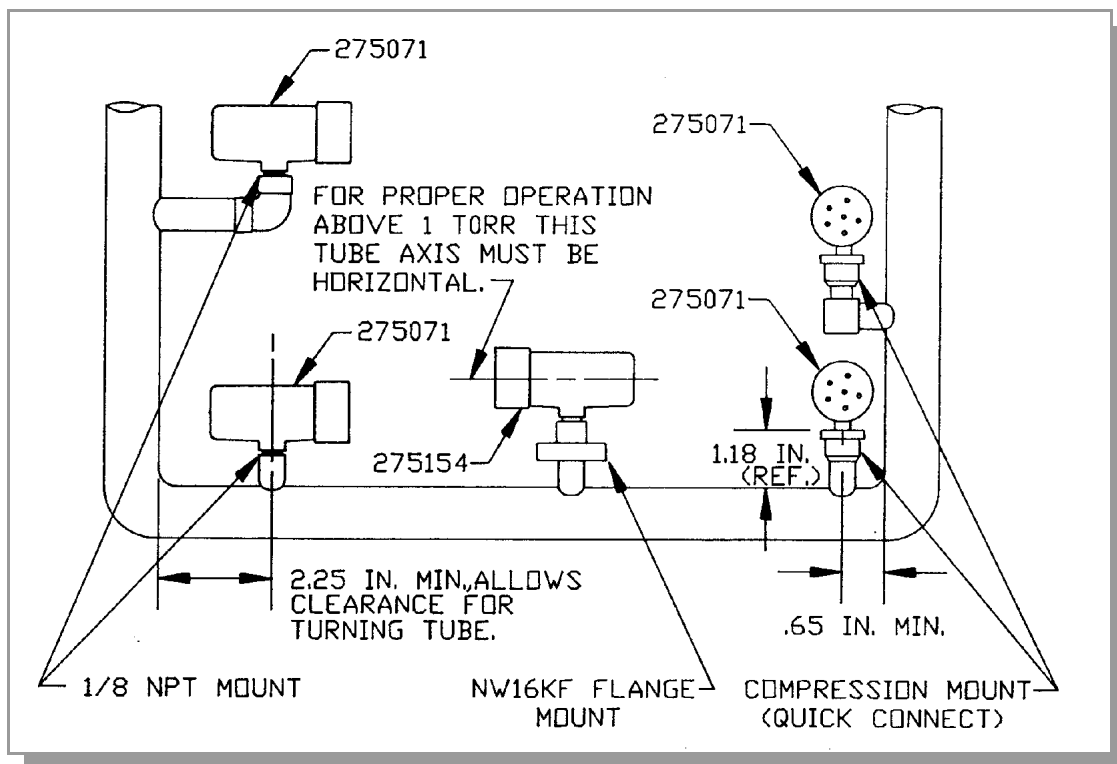 275071
275071
FOR PROPER OPERATION
ABOVE 1 TORR THIS
TUBE AXIS MUST BE
HORIZONTAL.
275071
275071
275154
1.18 IN.
(REF.)
2.25 IN. MIN.,ALLOWS
CLEARANCE FOR
TURNING TUBE.
.65 IN. MIN.
1/8 NPT MOUNT
NW16KF FLANGE
MOUNT
COMPRESSION MOUNT
(QUICK CONNECT)